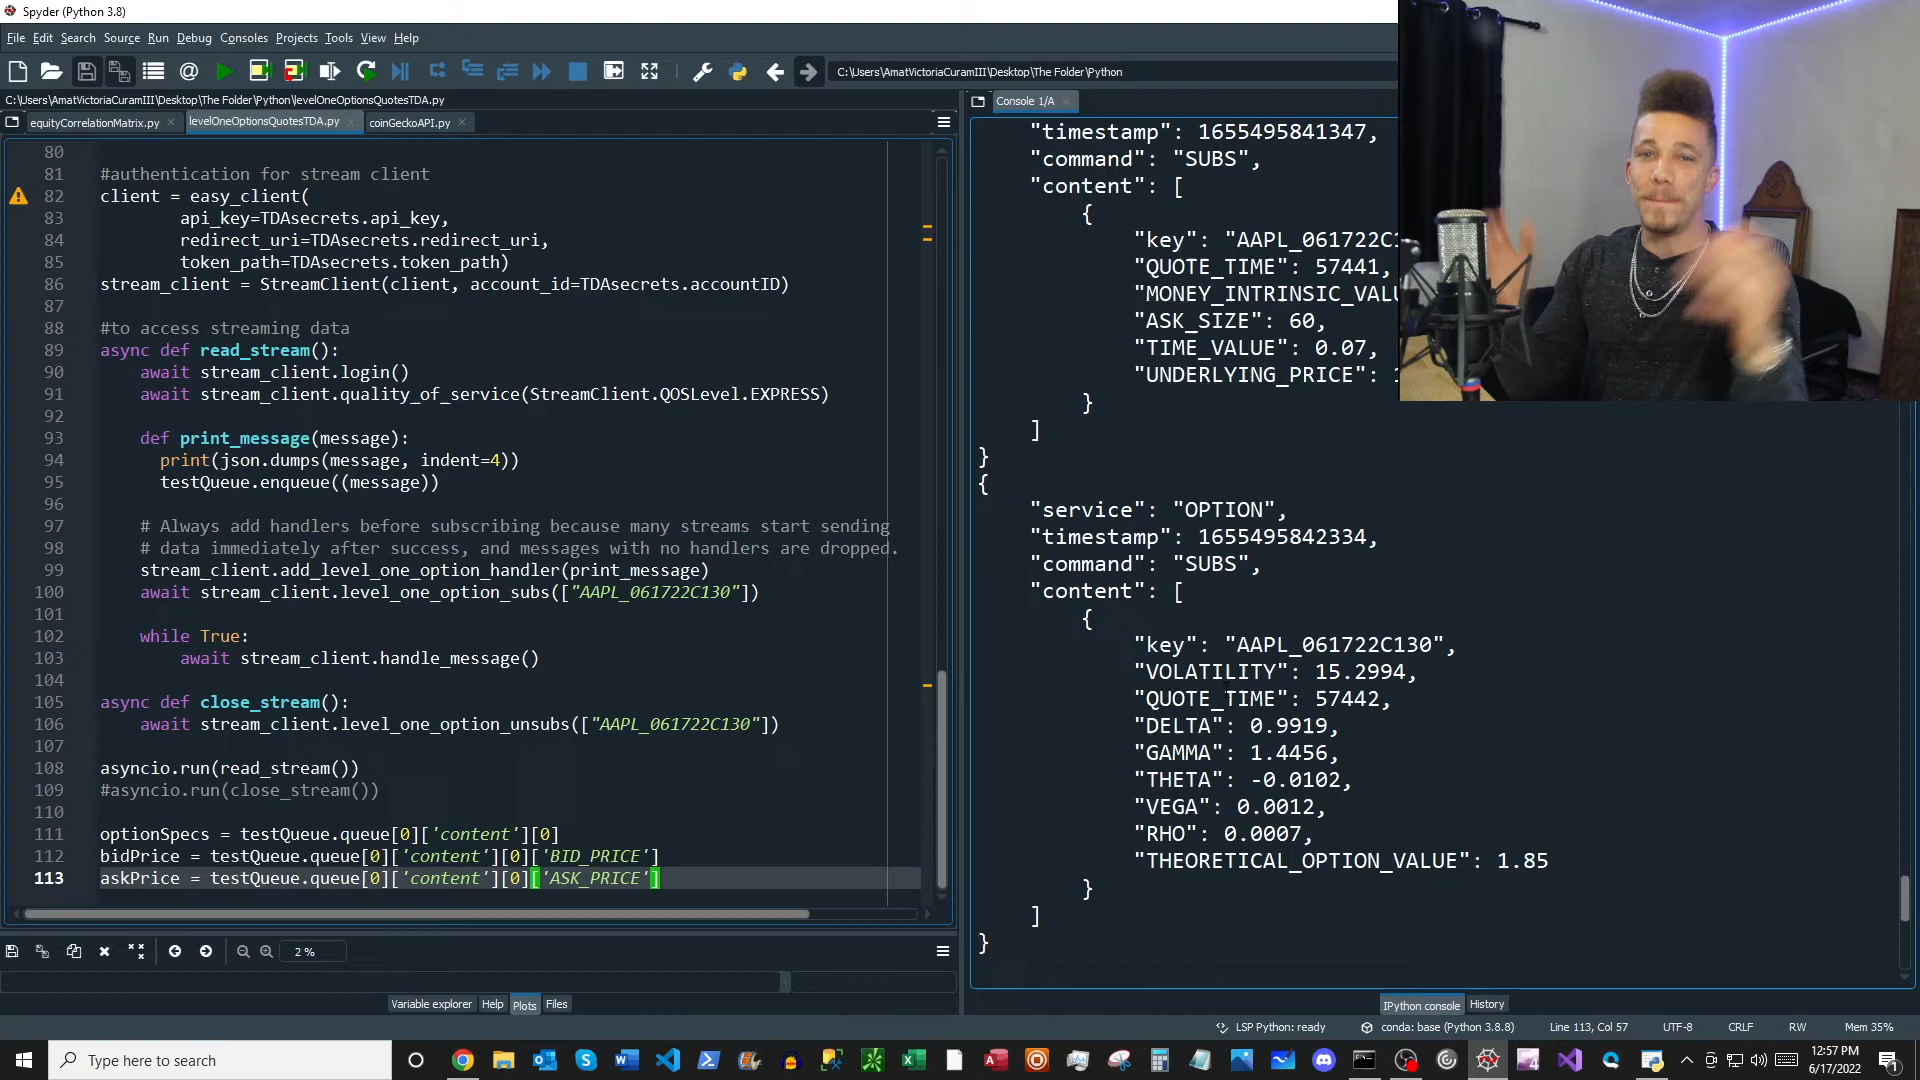 Spyder (Python 3.8)
File Edit Search Source Run Debug Consoles Projects Tools View Help
C:\Users\AmatVictoriaCuramIII\Desktop\The Folder\Python
C:\Users\AmatVictoriaCuramIII\Desktop\The Folder\Python\levelOneOptionsQuotesTDA.py
equityCorrelationMatrix.py levelOneOptionsQuotesTDA.py coinGeckoAPI.py
80
81 #authentication for stream client
82 client = easy_client(
83 api_key=TDAsecrets.api_key,
84 redirect_uri=TDAsecrets.redirect_uri,
85 token_path=TDAsecrets.token_path)
86 stream_client = StreamClient(client, account_id=TDAsecrets.accountID)
87
88 #to access streaming data
89 async def read_stream():
90 await stream_client.login()
91 await stream_client.quality_of_service(StreamClient.QOSLevel.EXPRESS)
92
93 def print_message(message):
94 print(json.dumps(message, indent=4))
95 testQueue.enqueue((message))
96
97 # Always add handlers before subscribing because many streams start sending
98 # data immediately after success, and messages with no handlers are dropped.
99 stream_client.add_level_one_option_handler(print_message)
100 await stream_client.level_one_option_subs(["AAPL_061722C130"])
101
102 while True:
103 await stream_client.handle_message()
104
105 async def close_stream():
106 await stream_client.level_one_option_unsubs(["AAPL_061722C130"])
107
108 asyncio.run(read_stream())
109 #asyncio.run(close_stream())
110
111 optionSpecs = testQueue.queue[0]['content'][0]
112 bidPrice = testQueue.queue[0]['content'][0]['BID_PRICE']
113 askPrice = testQueue.queue[0]['content'][0]['ASK_PRICE']
2 %
Variable explorer Help Plots Files
Console 1/A
"timestamp": 1655495841347,
"command": "SUBS",
"content": [
{
"key": "AAPL_061722C1
"QUOTE_TIME": 57441,
"MONEY_INTRINSIC_VALU
"ASK_SIZE": 60,
"TIME_VALUE": 0.07,
"UNDERLYING_PRICE": 1
}
]
}
{
"service": "OPTION",
"timestamp": 1655495842334,
"command": "SUBS",
"content": [
{
"key": "AAPL_061722C130",
"VOLATILITY": 15.2994,
"QUOTE_TIME": 57442,
"DELTA": 0.9919,
"GAMMA": 1.4456,
"THETA": -0.0102,
"VEGA": 0.0012,
"RHO": 0.0007,
"THEORETICAL_OPTION_VALUE": 1.85
}
]
}
IPython console History
LSP Python: ready conda: base (Python 3.8.8) Line 113, Col 57 UTF-8 CRLF RW Mem 35%
Type here to search
12:57 PM
6/17/2022